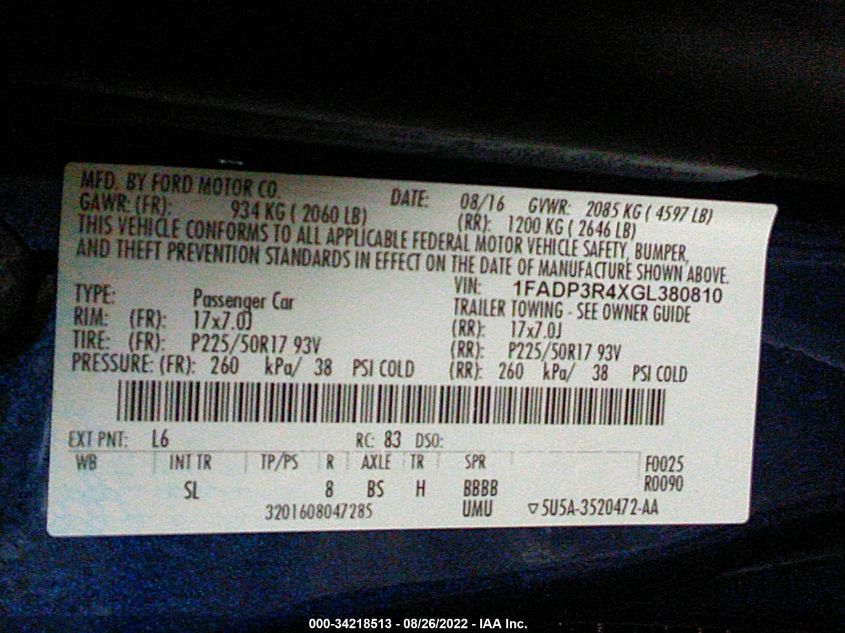 MFD. BY FORD MOTOR CO. DATE: 08/16 GVWR: 2085 KG ( 4597 LB)
GAWR: (FR): 934 KG ( 2060 LB) (RR): 1200 KG ( 2646 LB)
THIS VEHICLE CONFORMS TO ALL APPLICABLE FEDERAL MOTOR VEHICLE SAFETY, BUMPER,
AND THEFT PREVENTION STANDARDS IN EFFECT ON THE DATE OF MANUFACTURE SHOWN ABOVE.
VIN: 1FADP3R4XGL380810
TYPE: Passenger Car TRAILER TOWING - SEE OWNER GUIDE
RIM: (FR): 17x7.0J (RR): 17x7.0J
TIRE: (FR): P225/50R17 93V (RR): P225/50R17 93V
PRESSURE: (FR): 260 kPa/ 38 PSI COLD (RR): 260 kPa/ 38 PSI COLD
EXT PNT: L6 RC: 83 DSO:
WB INT TR TP/PS R AXLE TR SPR F0025
SL 8 BS H BBBB R0090
3201608047285 UMU ▽5U5A-3520472-AA
000-34218513 - 08/26/2022 - IAA Inc.